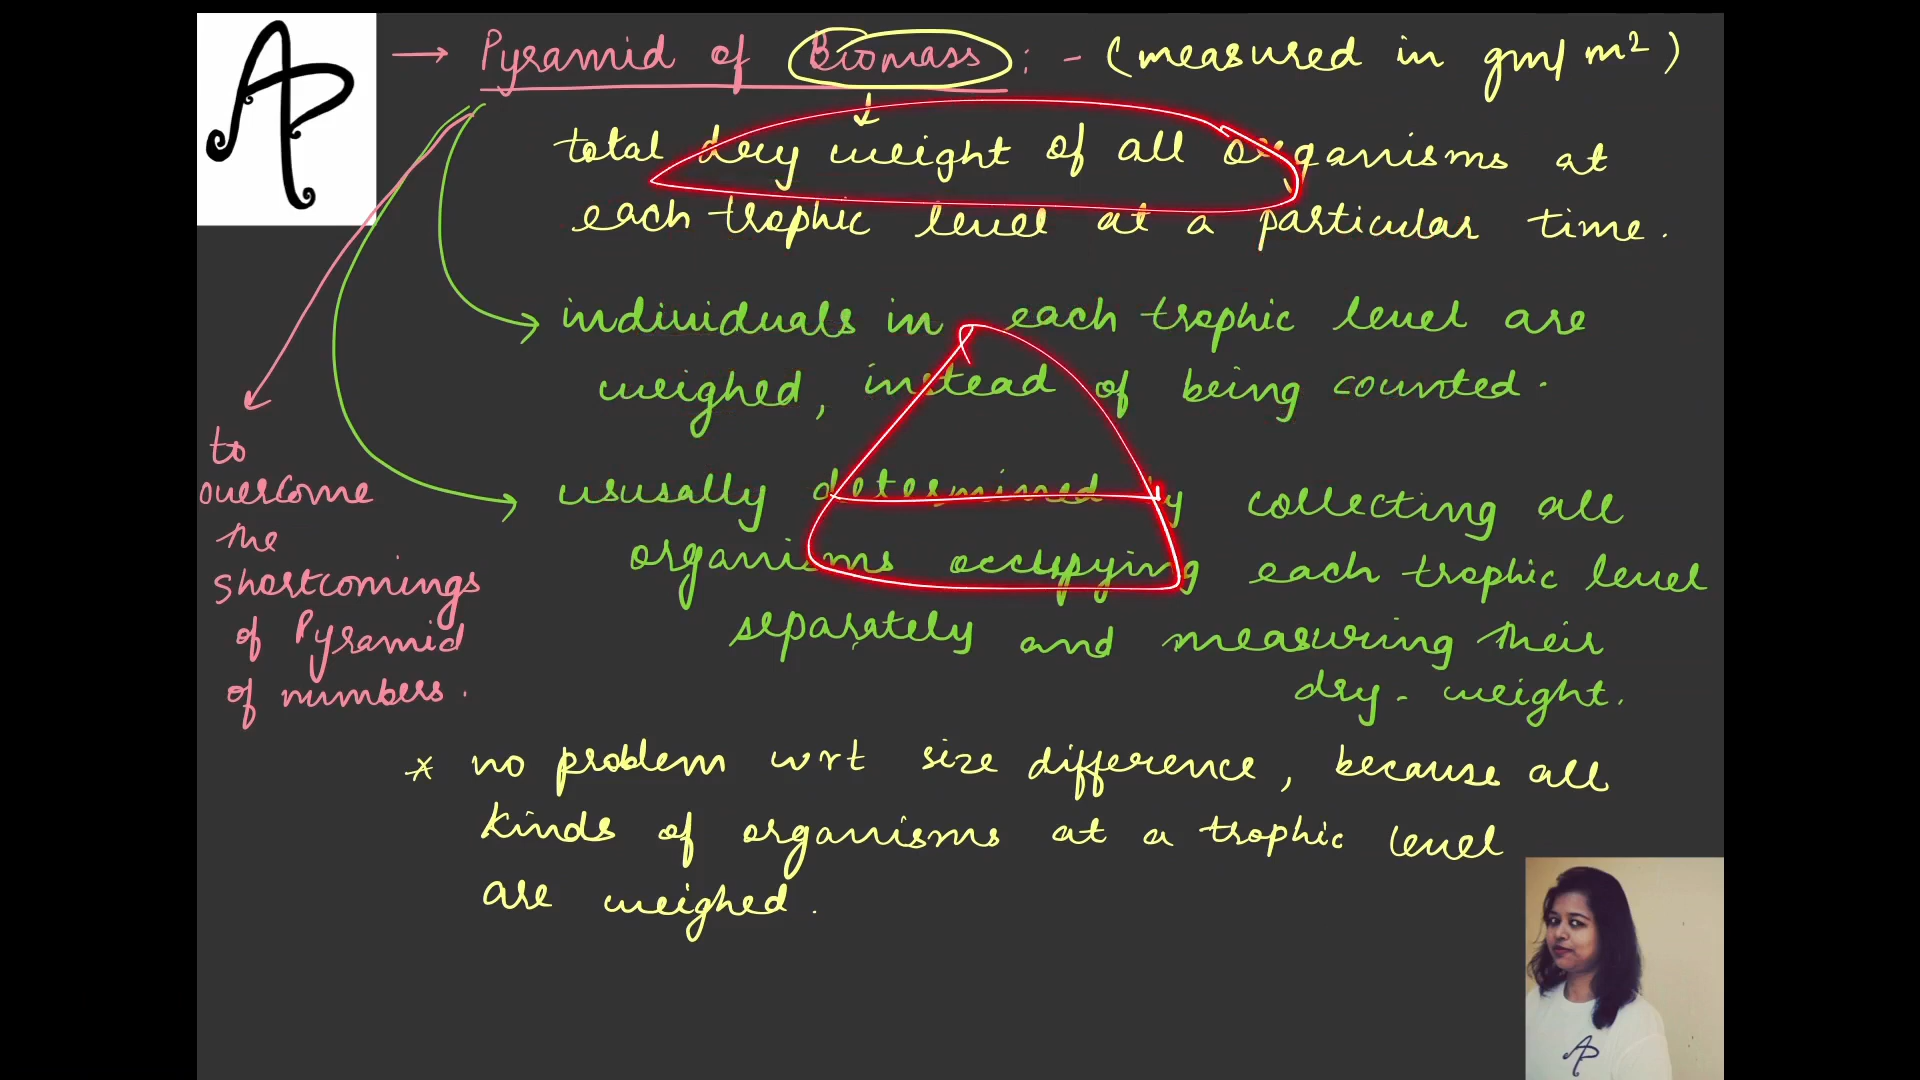 AP
→ Pyramid of Biomass : - (measured in gm/m²)
total dry weight of all organisms at
each trophic level at a particular time.
individuals in each trophic level are
weighed, instead of being counted.
ususally determined by collecting all
organisms occupying each trophic level
separately and measuring their
dry - weight.
to
overcome
the
shortcomings
of Pyramid
of numbers.
* no problem wrt size difference, because all
kinds of organisms at a trophic level
are weighed.
AP